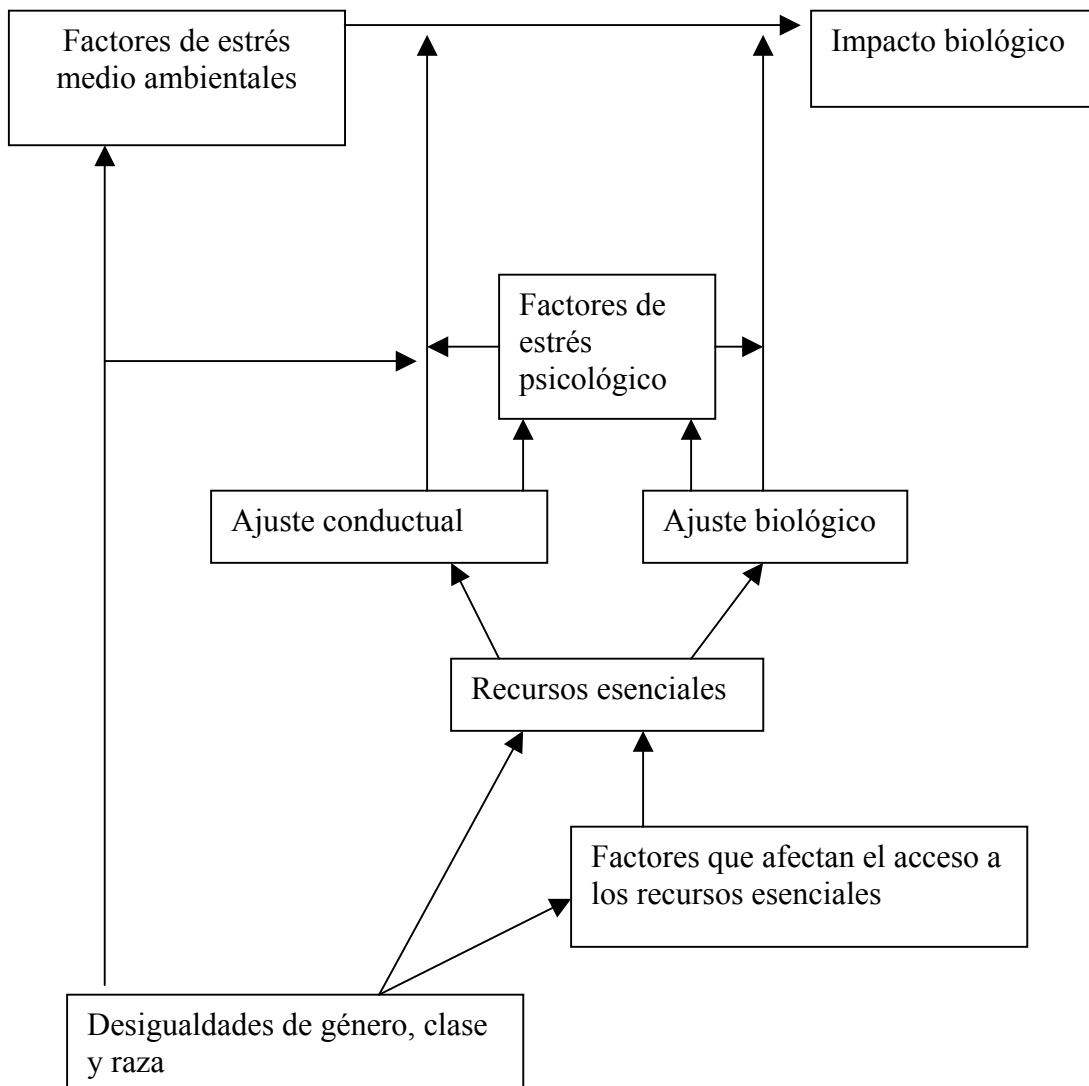 Factores de estrés
medio ambientales
Impacto biológico
Factores de
estrés
psicológico
Ajuste conductual
Ajuste biológico
Recursos esenciales
Factores que afectan el acceso a
los recursos esenciales
Desigualdades de género, clase
y raza